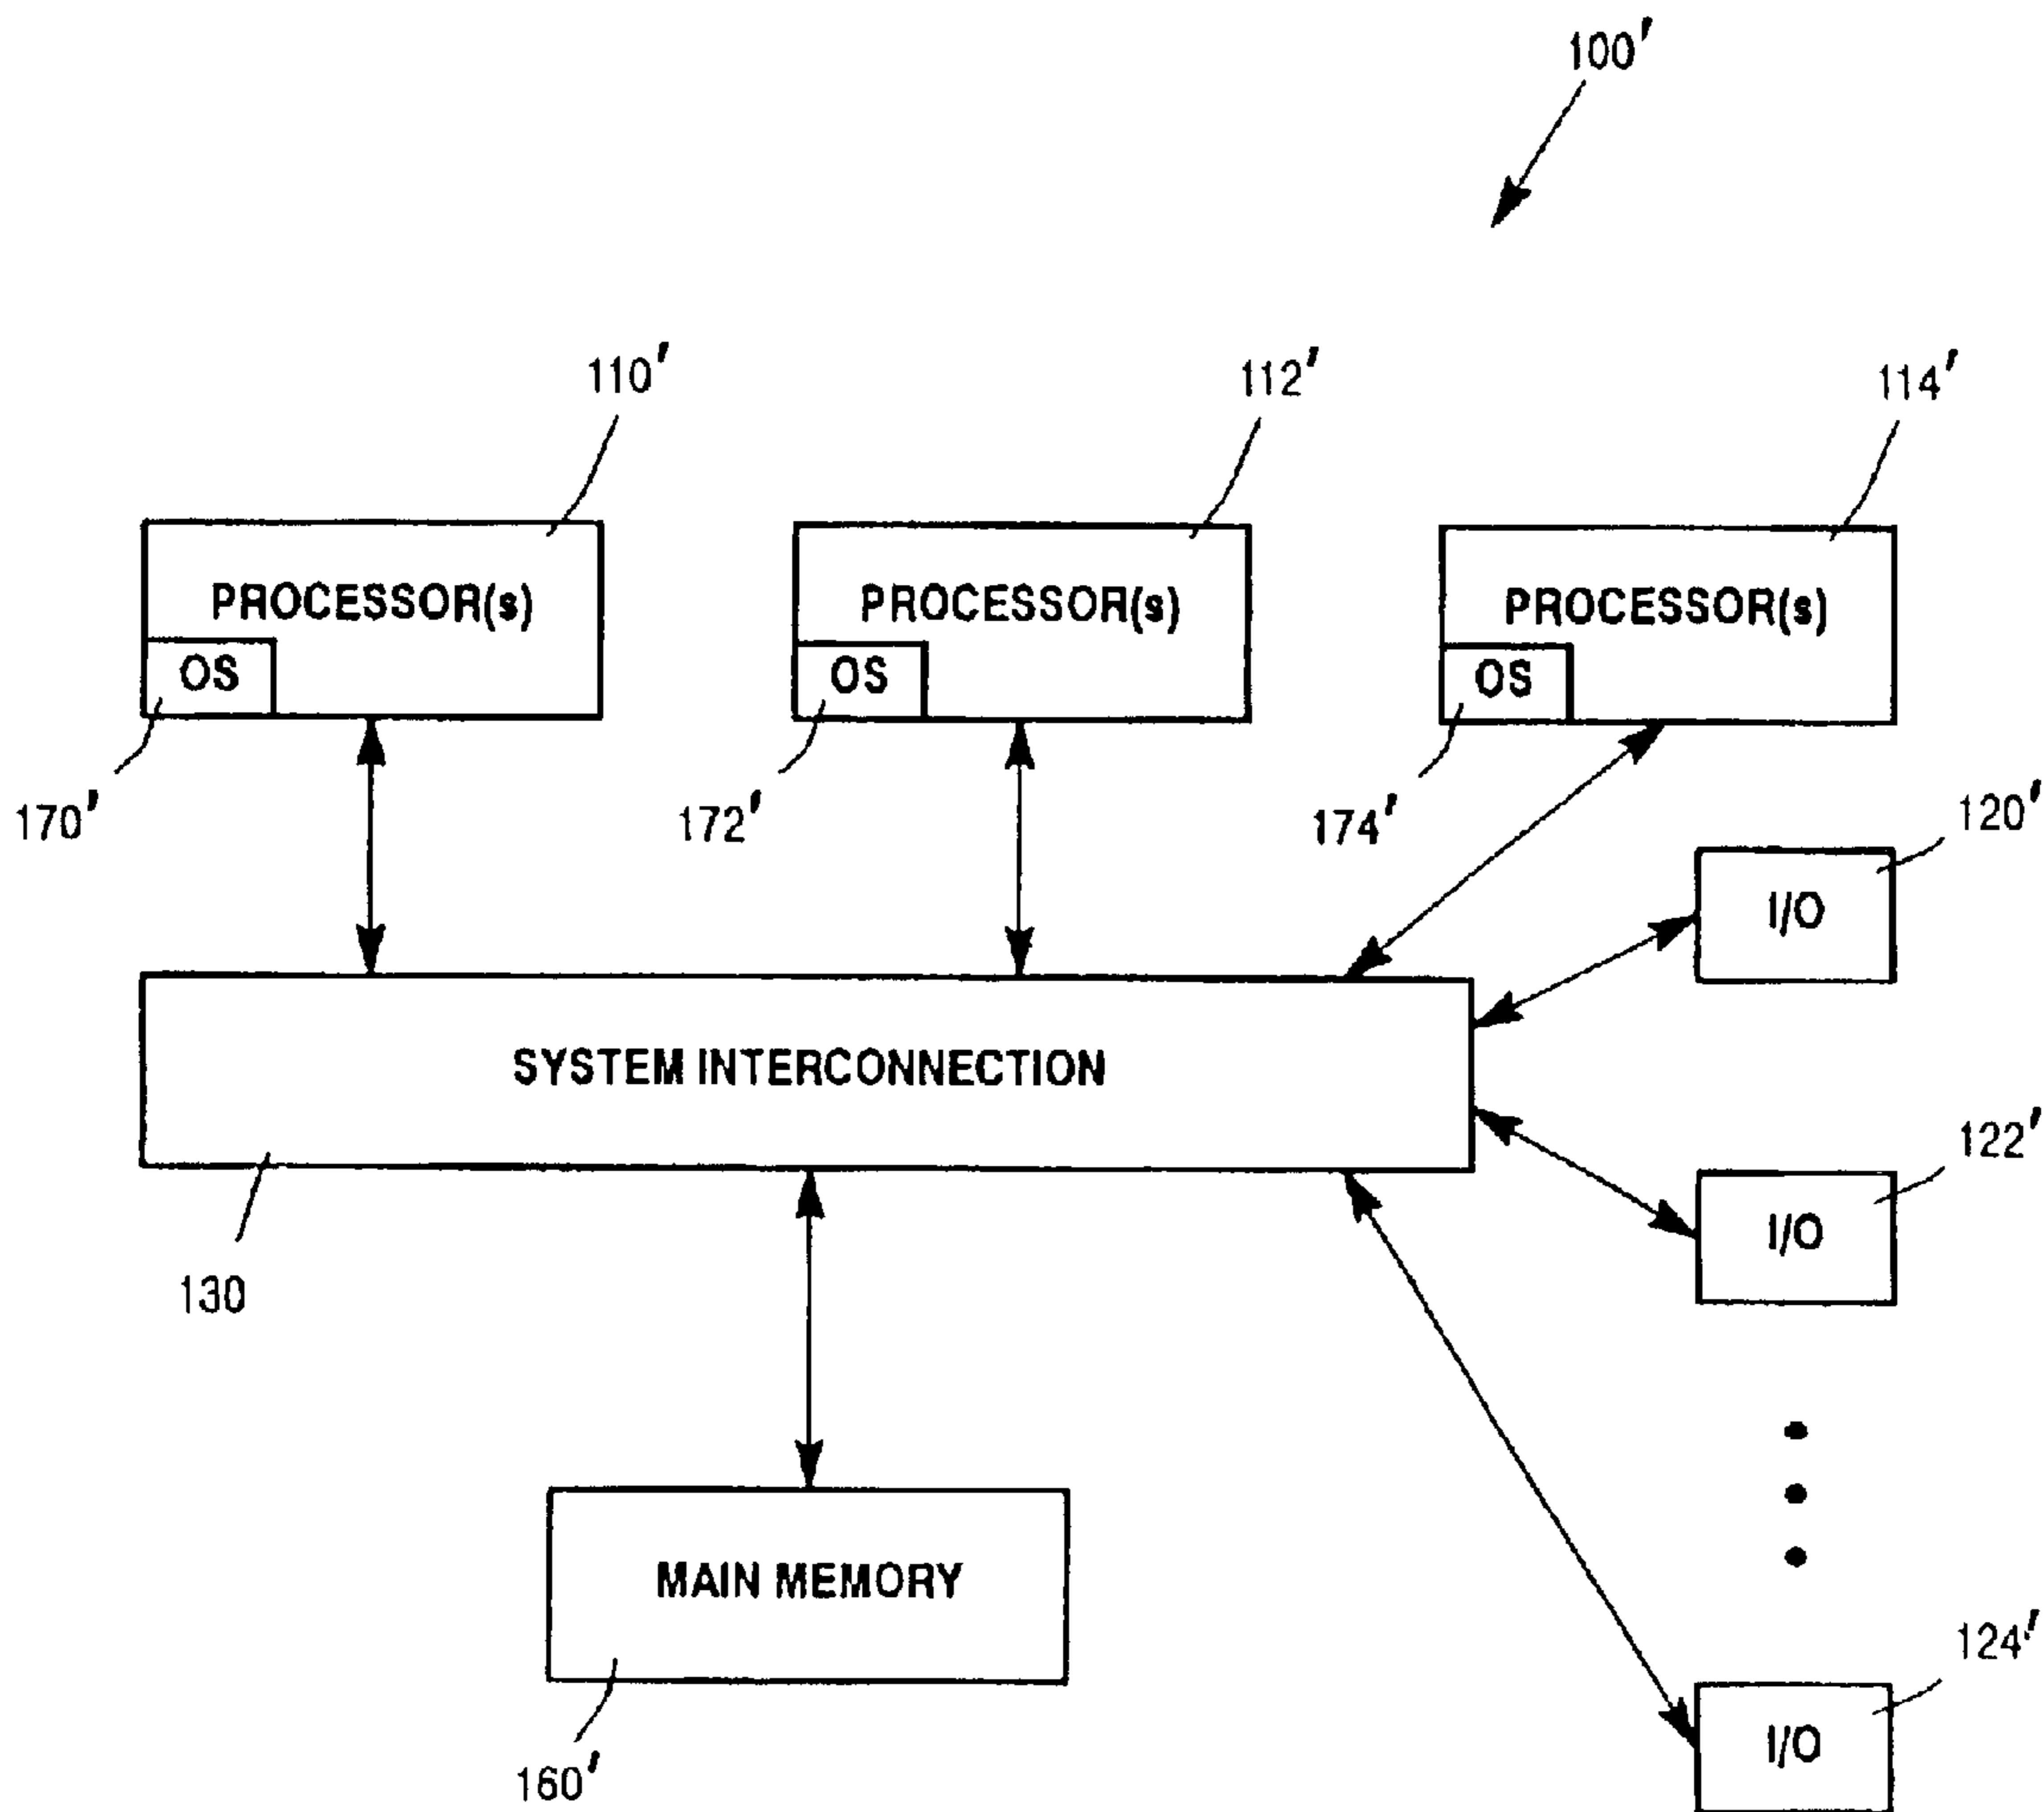 100'
110'
112'
114'
PROCESSOR(s)
PROCESSOR(s)
PROCESSOR(s)
OS
OS
OS
170'
172'
174'
120'
I/O
SYSTEM INTERCONNECTION
122'
I/O
130
MAIN MEMORY
124'
I/O
160'